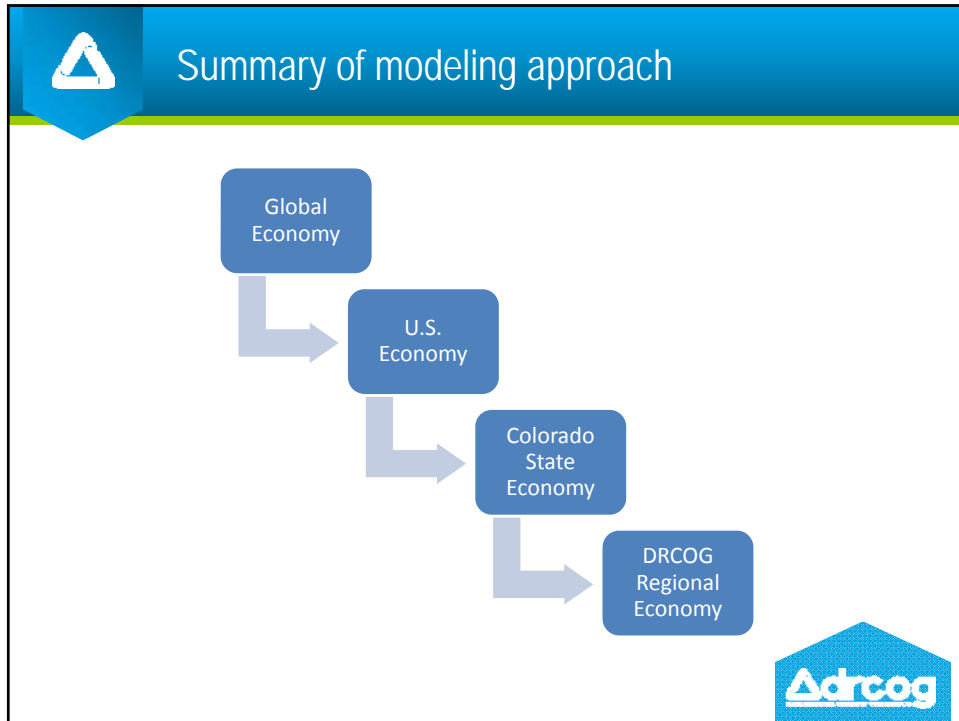 Summary of modeling approach
Global
Economy
U.S.
Economy
Colorado
State
Economy
DRCOG
Regional
Economy
drcog